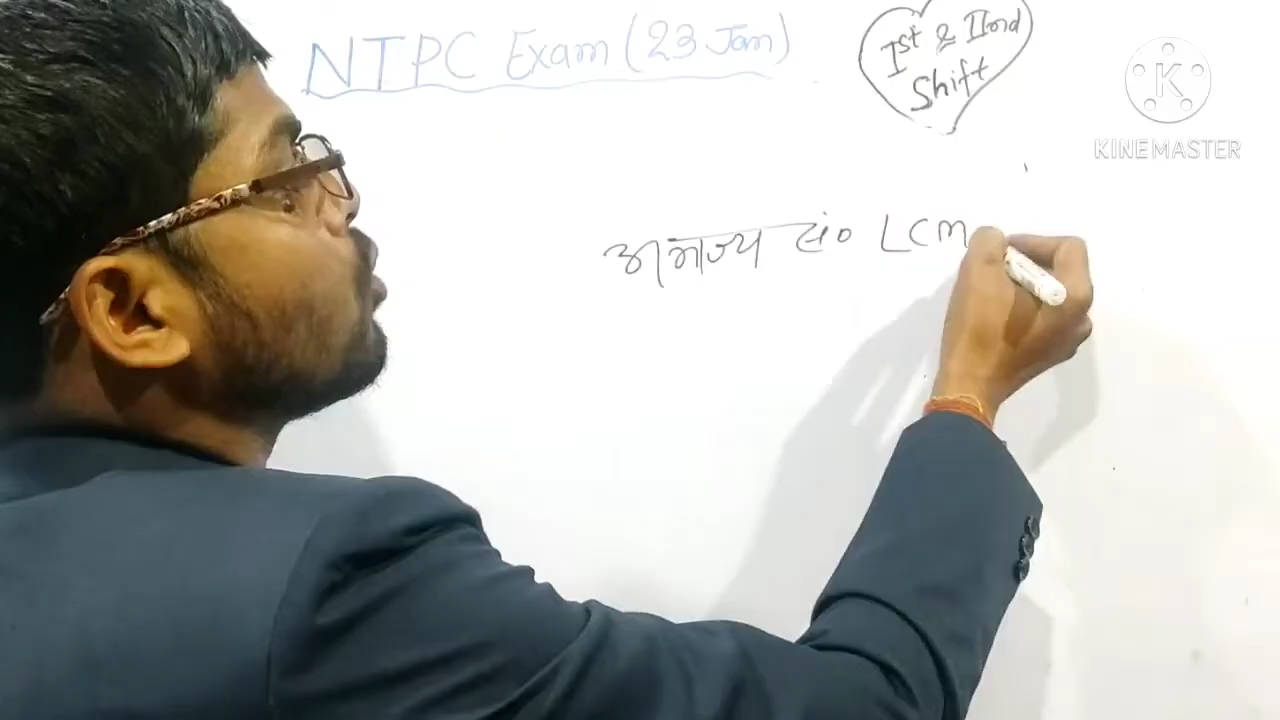 NTPC Exam (23 Jan)
Ist & IInd
Shift
K
KINEMASTER
अभाज्य सं० LCM